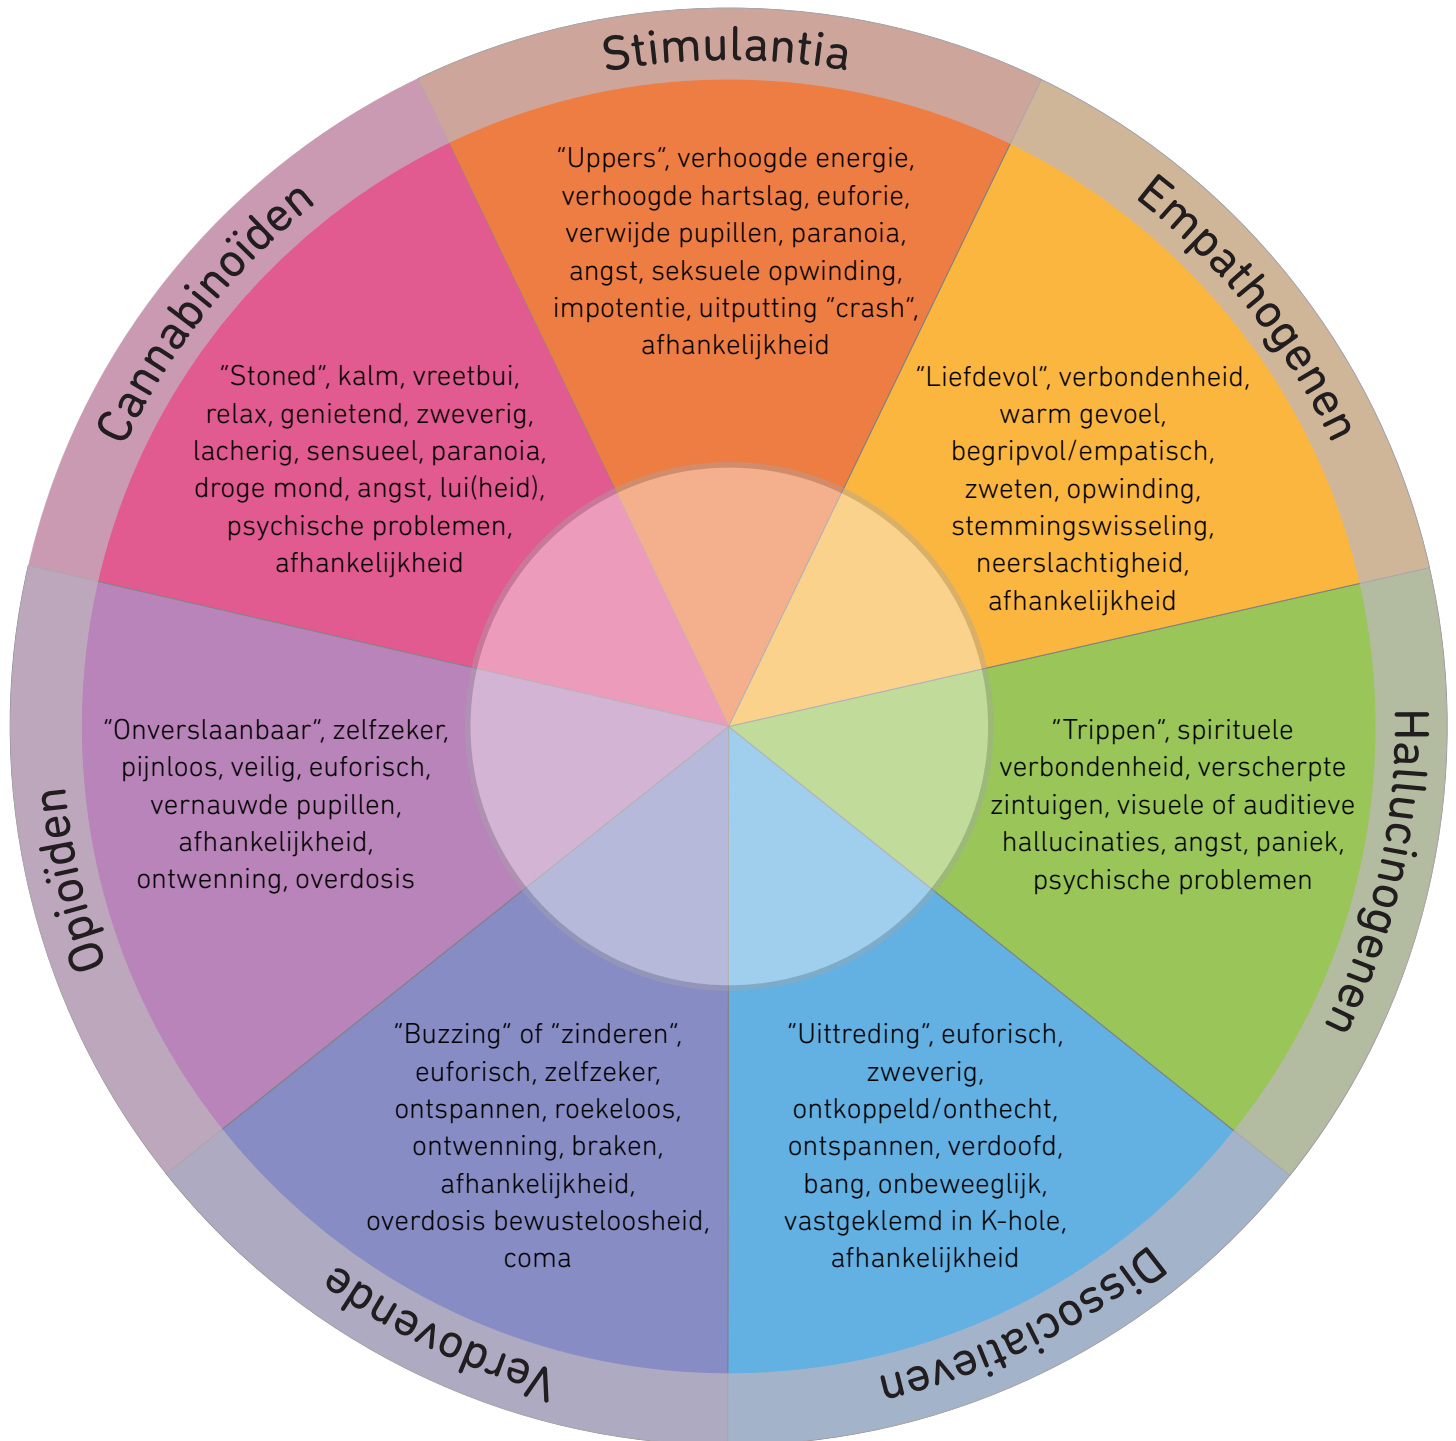 Stimulantia
“Uppers“, verhoogde energie,
verhoogde hartslag, euforie,
verwijde pupillen, paranoia,
angst, seksuele opwinding,
impotentie, uitputting “crash“,
afhankelijkheid
Empathogenen
“Liefdevol“, verbondenheid,
warm gevoel,
begripvol/empatisch,
zweten, opwinding,
stemmingswisseling,
neerslachtigheid,
afhankelijkheid
Hallucinogenen
“Trippen“, spirituele
verbondenheid, verscherpte
zintuigen, visuele of auditieve
hallucinaties, angst, paniek,
psychische problemen
Dissociatieven
“Uittreding“, euforisch,
zweverig,
ontkoppeld/onthecht,
ontspannen, verdoofd,
bang, onbeweeglijk,
vastgeklemd in K-hole,
afhankelijkheid
Verdovende
“Buzzing“ of “zinderen“,
euforisch, zelfzeker,
ontspannen, roekeloos,
ontwenning, braken,
afhankelijkheid,
overdosis bewusteloosheid,
coma
Opioïden
“Onverslaanbaar“, zelfzeker,
pijnloos, veilig, euforisch,
vernauwde pupillen,
afhankelijkheid,
ontwenning, overdosis
Cannabinoïden
“Stoned“, kalm, vreetbui,
relax, genietend, zweverig,
lacherig, sensueel, paranoia,
droge mond, angst, lui(heid),
psychische problemen,
afhankelijkheid